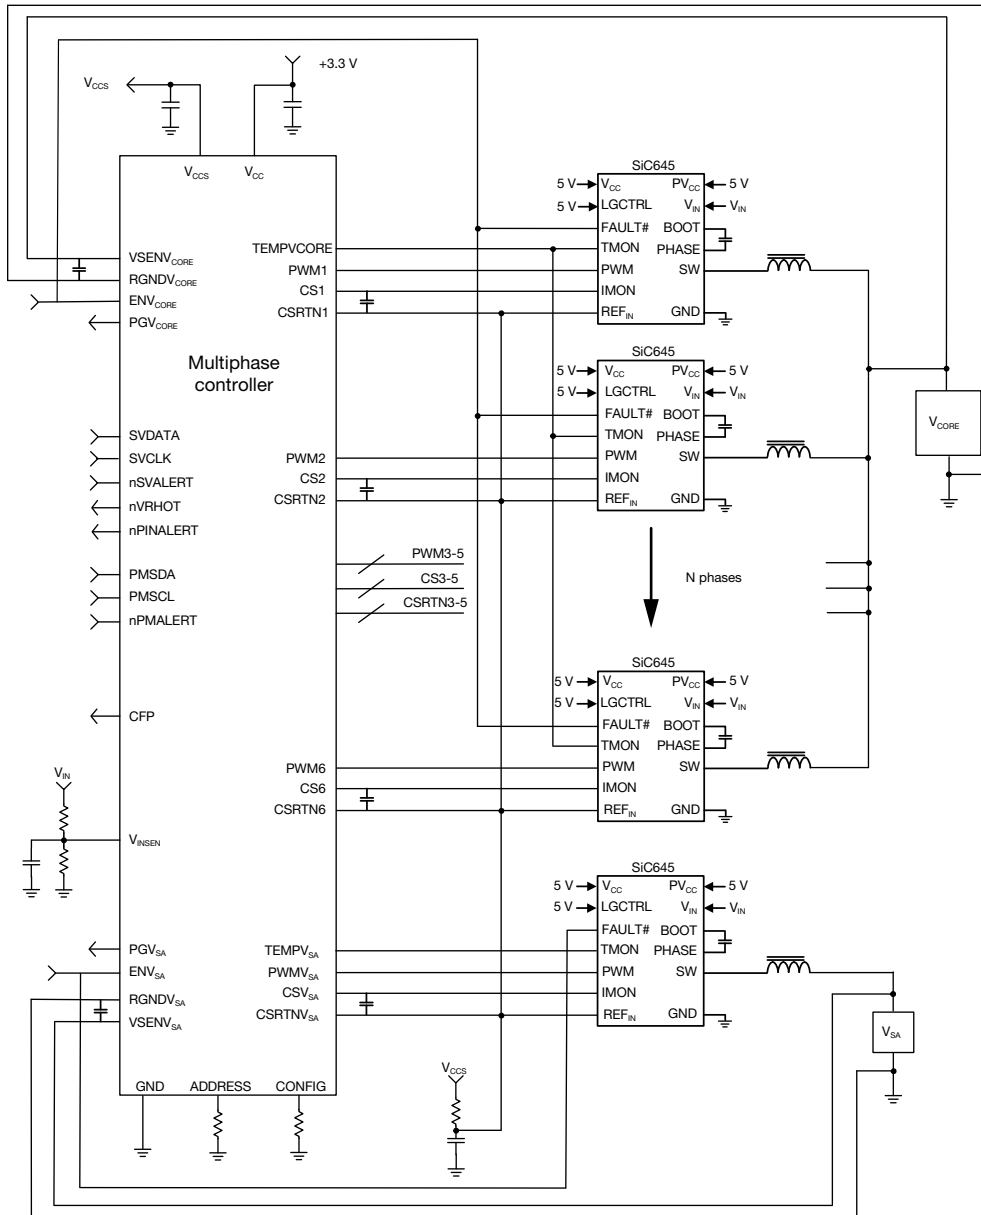 +3.3 V
VCCS
VCCS
VCC
VSENVCORE
RGNDVCORE
ENVCORE
PGVCORE
Multiphase
controller
SVDATA
SVCLK
nSVALERT
nVRHOT
nPINALERT
PMSDA
PMSCL
nPMALERT
CFP
VIN
VINSEN
PGVSA
ENVSA
RGNDVSA
VSENVSA
GND
ADDRESS
CONFIG
TEMPVCORE
PWM1
CS1
CSRTN1
PWM2
CS2
CSRTN2
PWM3-5
CS3-5
CSRTN3-5
PWM6
CS6
CSRTN6
TEMPVSA
PWMVSA
CSVSA
CSRTNVSA
VCCS
SiC645
5 V VCC PVCC 5 V
5 V LGCTRL VIN VIN
FAULT# BOOT
TMON PHASE
PWM SW
IMON
REFIN GND
SiC645
5 V VCC PVCC 5 V
5 V LGCTRL VIN VIN
FAULT# BOOT
TMON PHASE
PWM SW
IMON
REFIN GND
VCORE
N phases
SiC645
5 V VCC PVCC 5 V
5 V LGCTRL VIN VIN
FAULT# BOOT
TMON PHASE
PWM SW
IMON
REFIN GND
SiC645
5 V VCC PVCC 5 V
5 V LGCTRL VIN VIN
FAULT# BOOT
TMON PHASE
PWM SW
IMON
REFIN GND
VSA